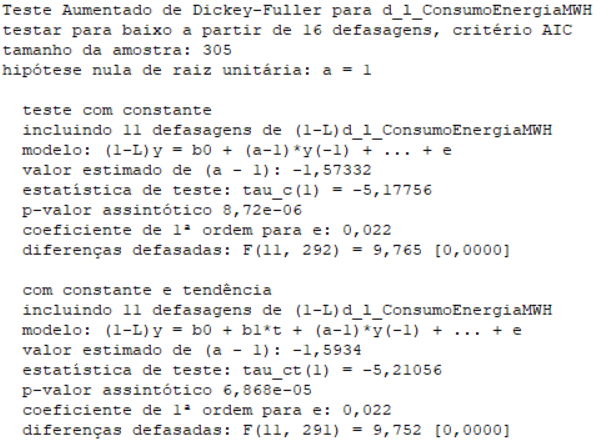 Teste Aumentado de Dickey-Fuller para d_l_ConsumoEnergiaMWH
testar para baixo a partir de 16 defasagens, critério AIC
tamanho da amostra: 305
hipótese nula de raiz unitária: a = 1
teste com constante
incluindo 11 defasagens de (1-L)d_l_ConsumoEnergiaMWH
modelo: (1-L)y = b0 + (a-1)*y(-1) + ... + e
valor estimado de (a - 1): -1,57332
estatística de teste: tau_c(1) = -5,17756
p-valor assintótico 8,72e-06
coeficiente de 1ª ordem para e: 0,022
diferenças defasadas: F(11, 292) = 9,765 [0,0000]
com constante e tendência
incluindo 11 defasagens de (1-L)d_l_ConsumoEnergiaMWH
modelo: (1-L)y = b0 + b1*t + (a-1)*y(-1) + ... + e
valor estimado de (a - 1): -1,5934
estatística de teste: tau_ct(1) = -5,21056
p-valor assintótico 6,868e-05
coeficiente de 1ª ordem para e: 0,022
diferenças defasadas: F(11, 291) = 9,752 [0,0000]